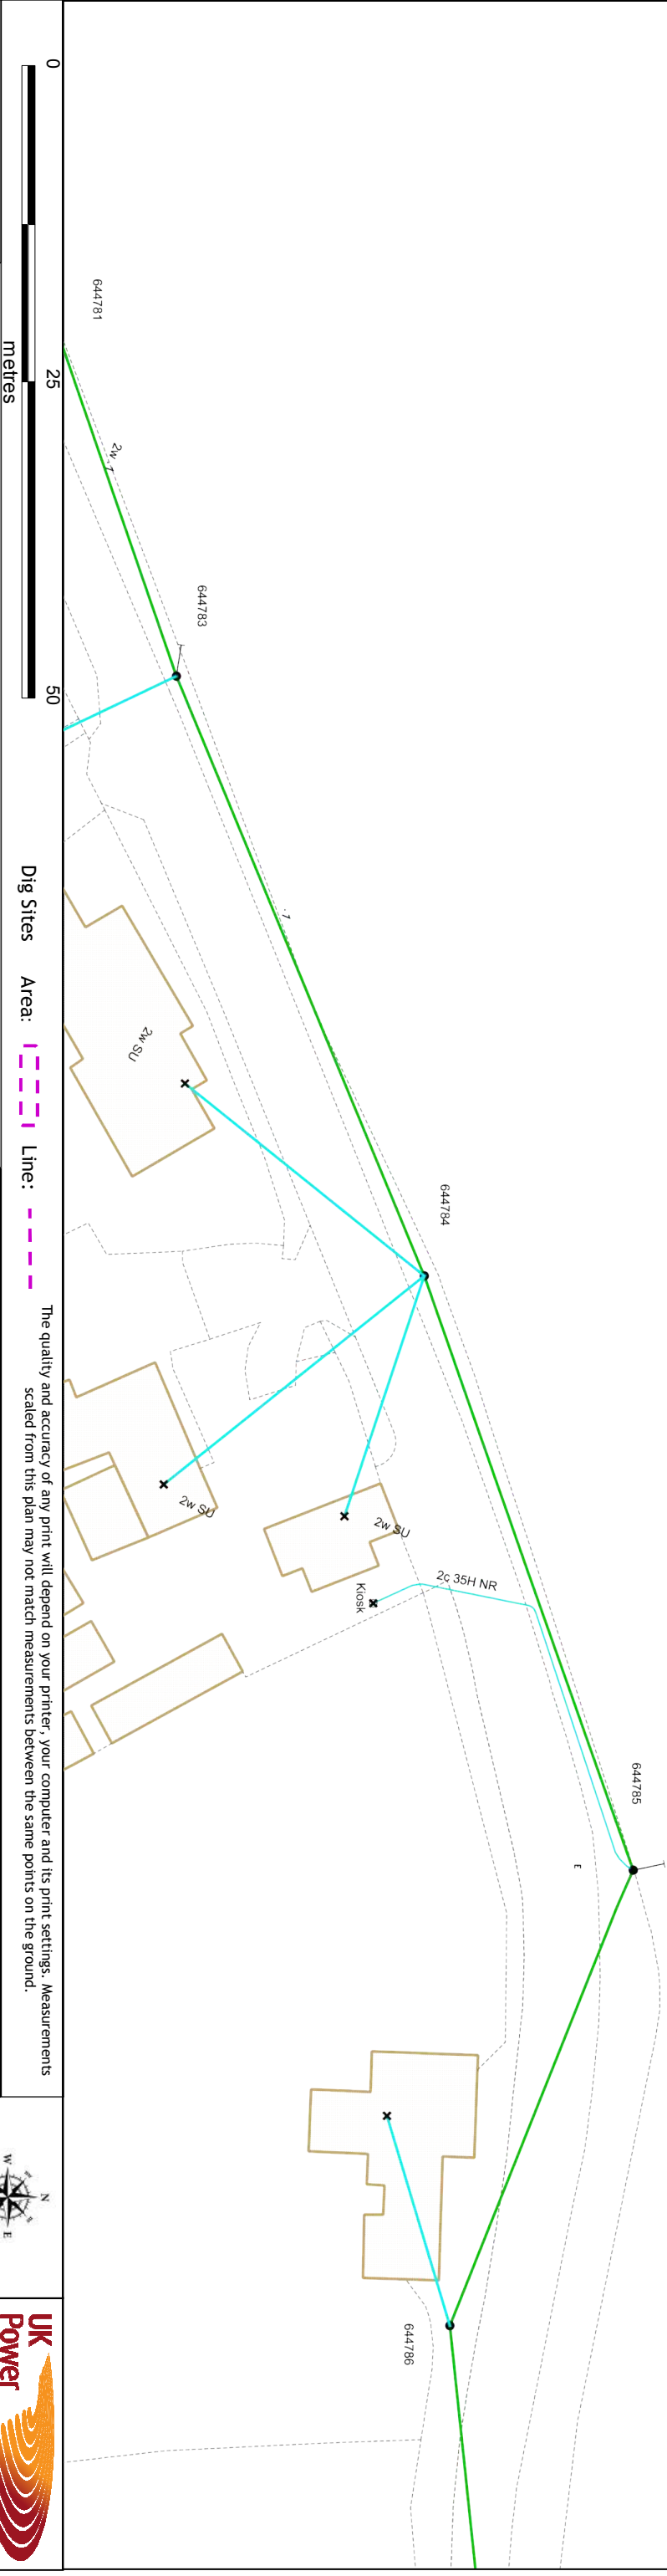 644781
2w .1
644783
.1
2w SU
644784
2w SU
2w SU
2c 35H NR
Kiosk
644785
E
644786
0
25
50
metres
Dig Sites Area: Line:
The quality and accuracy of any print will depend on your printer, your computer and its print settings. Measurements
scaled from this plan may not match measurements between the same points on the ground.
N
W
E
UK
Power